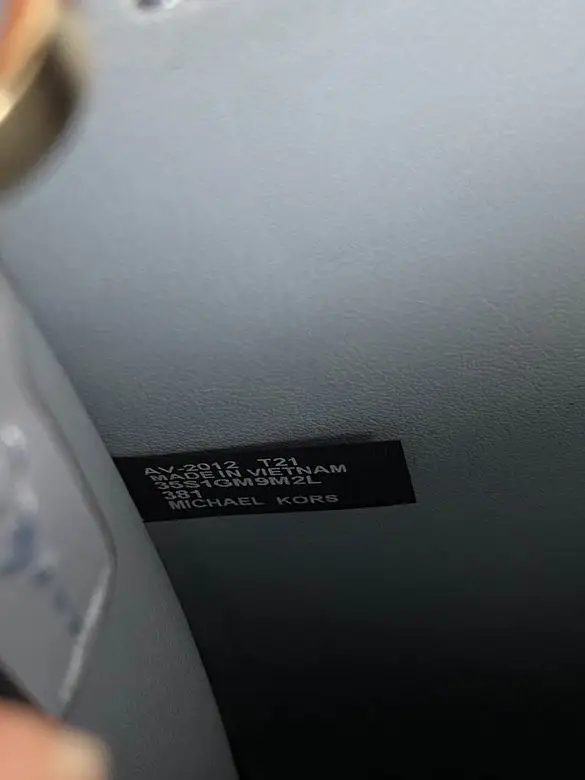 AV-2012 T21
MADE IN VIETNAM
35S1GM9M2L
381
MICHAEL KORS